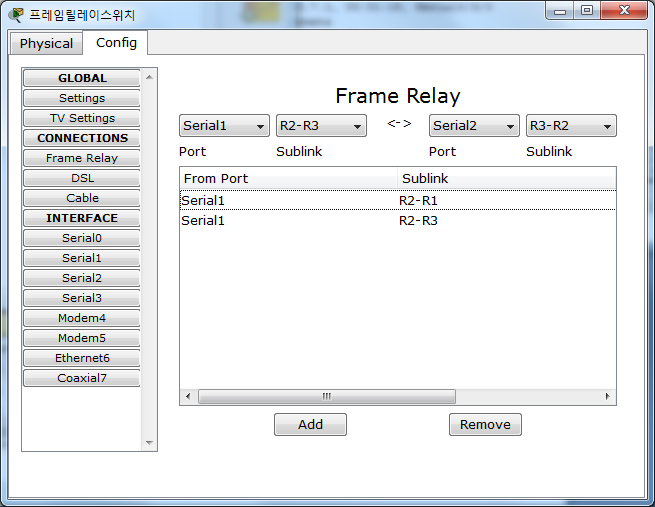 프레임릴레이스위치
Physical Config
GLOBAL
Settings
TV Settings
CONNECTIONS
Frame Relay
DSL
Cable
INTERFACE
Serial0
Serial1
Serial2
Serial3
Modem4
Modem5
Ethernet6
Coaxial7
Frame Relay
Serial1 R2-R3 <-> Serial2 R3-R2
Port Sublink Port Sublink
From Port Sublink
Serial1 R2-R1
Serial1 R2-R3
Add Remove